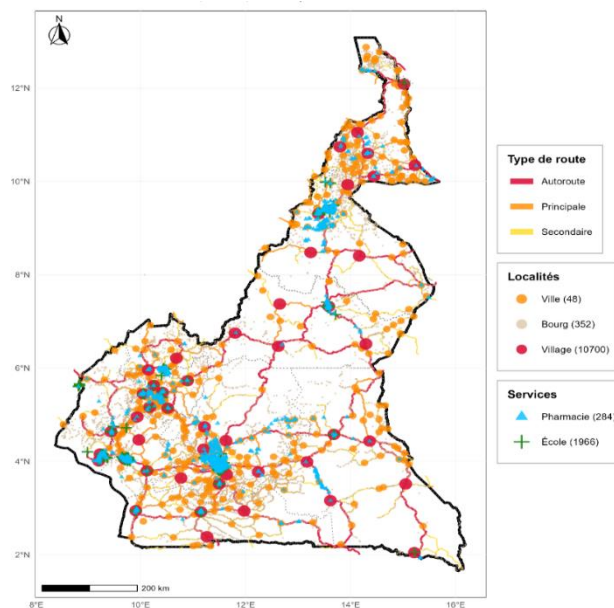 N
12°N
10°N
8°N
6°N
4°N
2°N
8°E
10°E
12°E
14°E
16°E
200 km
Type de route
Autoroute
Principale
Secondaire
Localités
Ville (48)
Bourg (352)
Village (10700)
Services
Pharmacie (284)
École (1966)